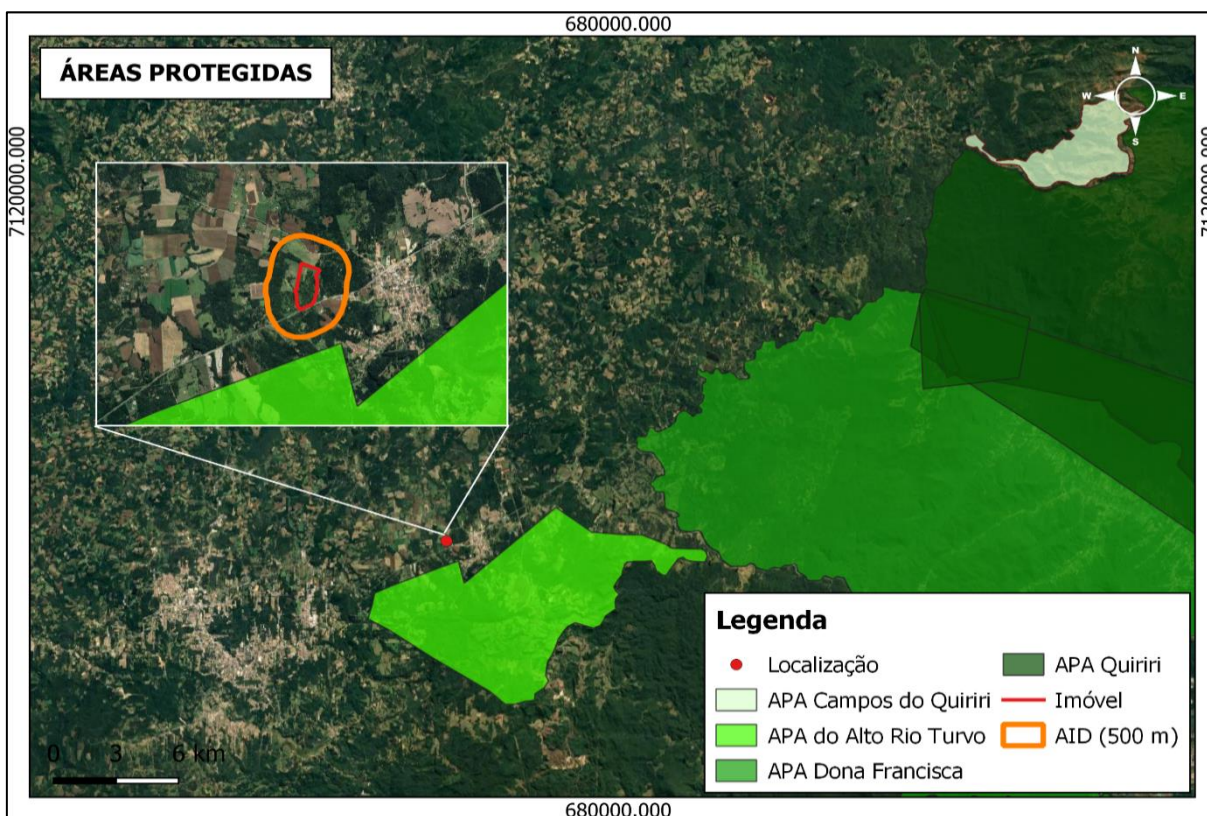 680000.000
ÁREAS PROTEGIDAS
N
W E
S
7120000.000
7120000.000
Legenda
Localização
APA Campos do Quiriri
APA do Alto Rio Turvo
APA Dona Francisca
APA Quiriri
Imóvel
AID (500 m)
0 3 6 km
680000.000